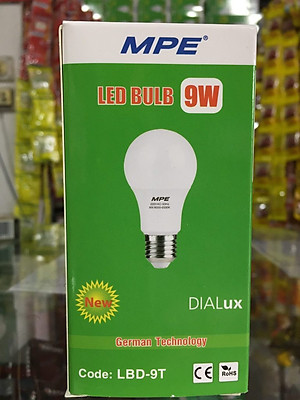 MPE®
LED BULB 9W
MPE
New
DIALux
German Technology
Code: LBD-9T
CE RoHS